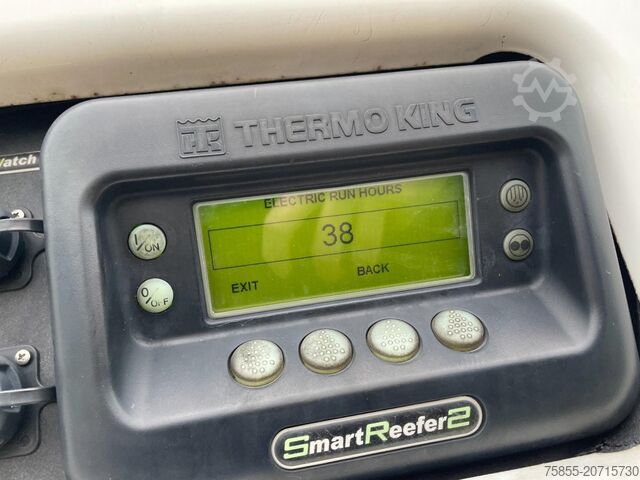 THERMO KING
Watch
ELECTRIC RUN HOURS
38
EXIT BACK
I/ON
O/OFF
SmartReefer2
75855-20715730